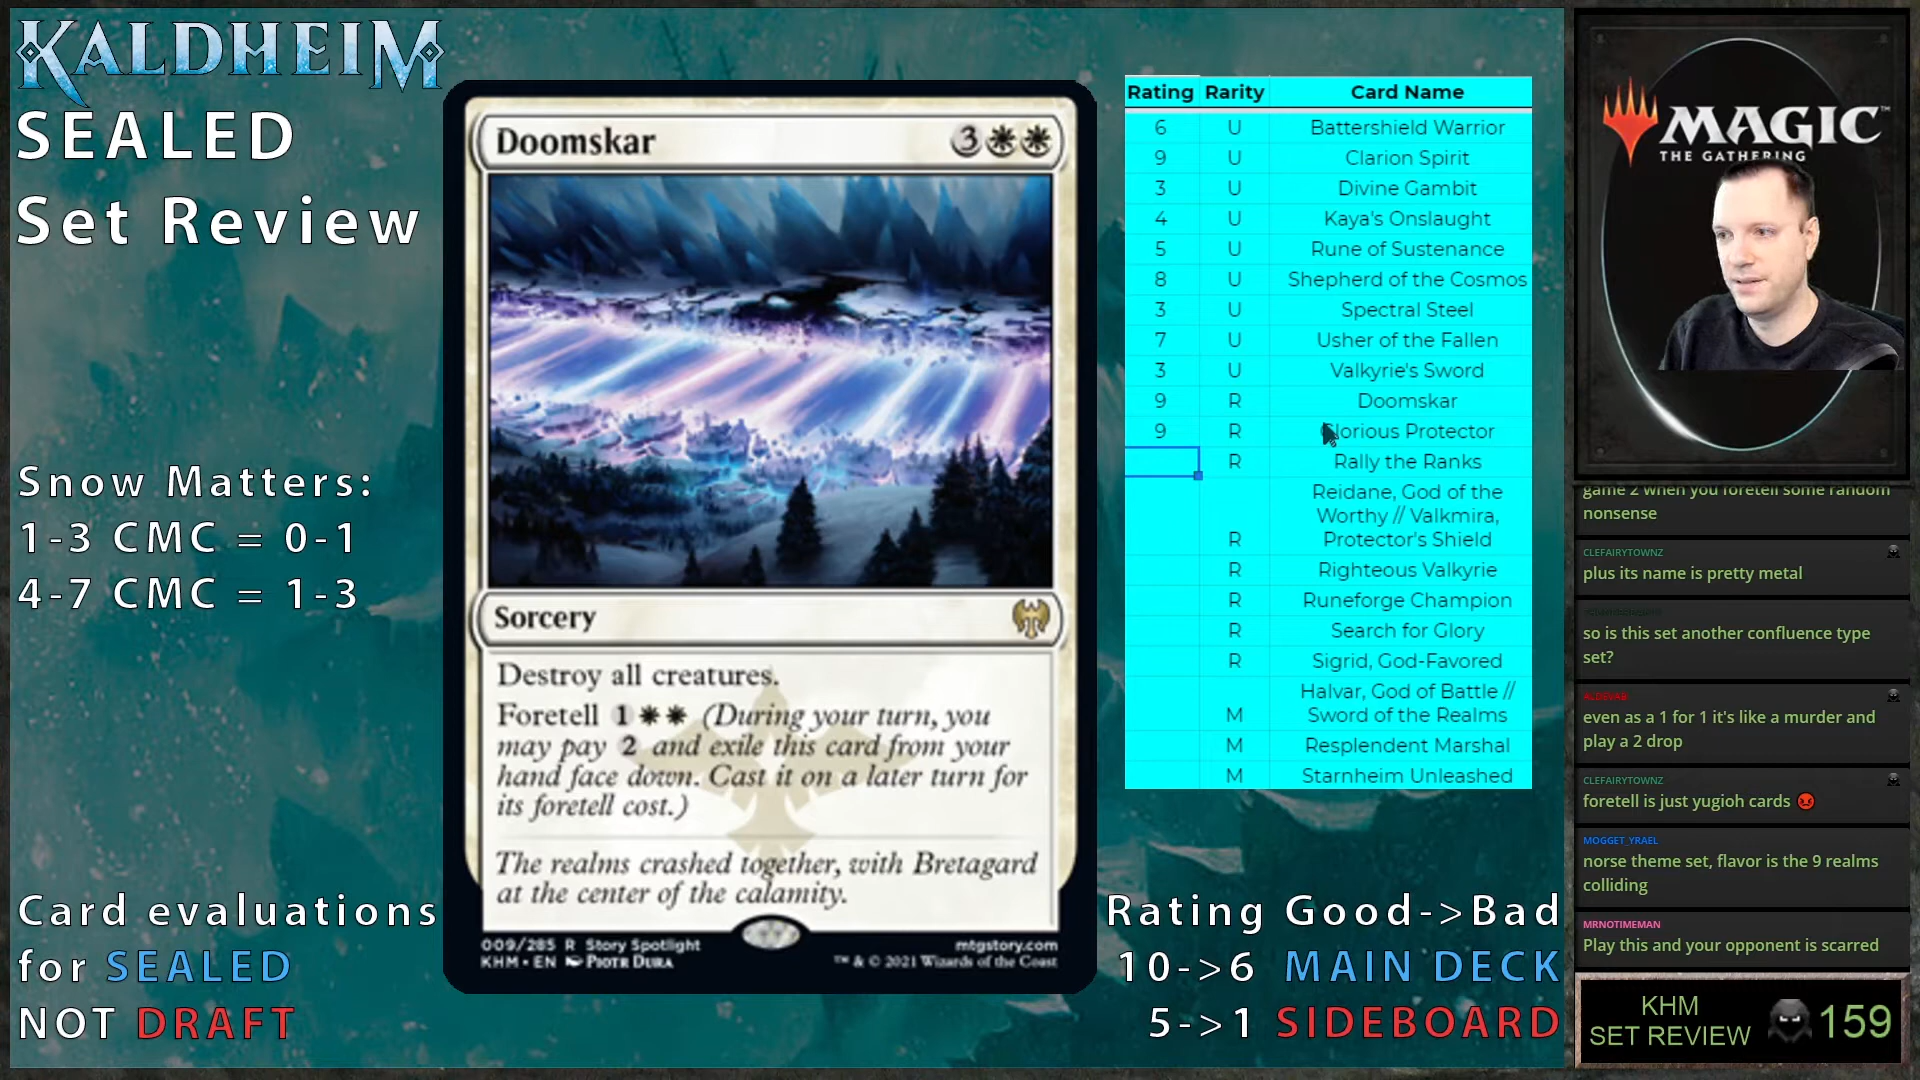 KALDHEIM
SEALED
Set Review
Snow Matters:
1-3 CMC = 0-1
4-7 CMC = 1-3
Card evaluations
for SEALED
NOT DRAFT
Doomskar 3
Sorcery
Destroy all creatures.
Foretell 1 (During your turn, you
may pay 2 and exile this card from your
hand face down. Cast it on a later turn for
its foretell cost.)
The realms crashed together, with Bretagard
at the center of the calamity.
009/285 R Story Spotlight
mtgstory.com
KHM • EN Piotr Dura
™ & © 2021 Wizards of the Coast
Rating Rarity Card Name
6 U Battershield Warrior
9 U Clarion Spirit
3 U Divine Gambit
4 U Kaya's Onslaught
5 U Rune of Sustenance
8 U Shepherd of the Cosmos
3 U Spectral Steel
7 U Usher of the Fallen
3 U Valkyrie's Sword
9 R Doomskar
9 R Glorious Protector
R Rally the Ranks
Reidane, God of the
Worthy // Valkmira,
R Protector's Shield
R Righteous Valkyrie
R Runeforge Champion
R Search for Glory
R Sigrid, God-Favored
Halvar, God of Battle //
M Sword of the Realms
M Resplendent Marshal
M Starnheim Unleashed
Rating Good->Bad
10->6 MAIN DECK
5->1 SIDEBOARD
MAGIC™
THE GATHERING
game 2 when you foretell some random
nonsense
CLEFAIRYTOWNZ
plus its name is pretty metal
so is this set another confluence type
set?
even as a 1 for 1 it's like a murder and
play a 2 drop
CLEFAIRYTOWNZ
foretell is just yugioh cards
MOGGET_YRAEL
norse theme set, flavor is the 9 realms
colliding
MRNOTIMEMAN
Play this and your opponent is scarred
KHM
SET REVIEW
159